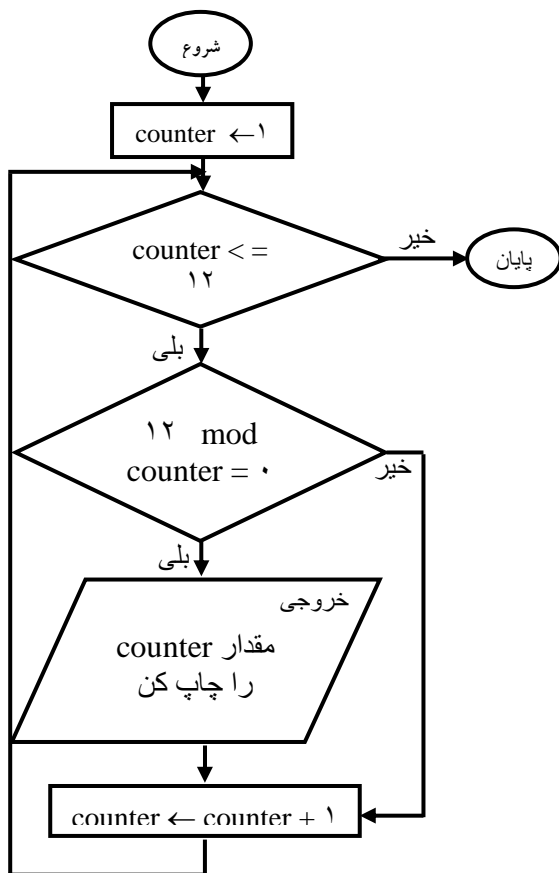 شروع
counter ←۱
counter < =
۱۲
خیر
پایان
بلی
۱۲ mod
counter = ۰
خیر
بلی
خروجی
مقدار counter
را چاپ کن
counter ← counter + ۱